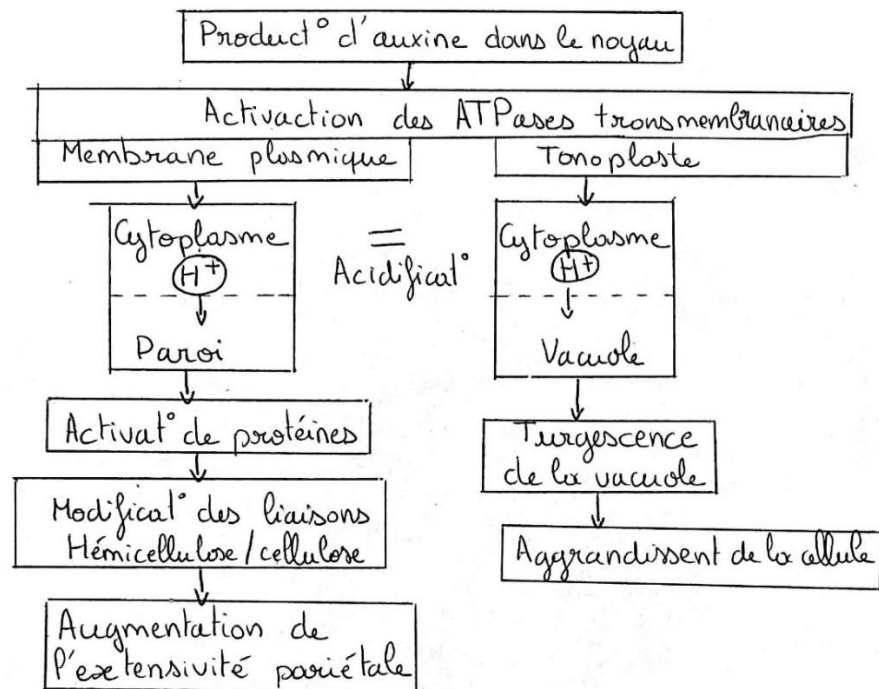 Product° d'auxine dans le noyau
Activaction des ATPases transmembranaires
Membrane plasmique
Tonoplaste
Cytoplasme
H+
Paroi
=
Acidificat°
Cytoplasme
H+
Vacuole
Activat° de protéines
Modificat° des liaisons
Hémicellulose/cellulose
Augmentation de
l'extensivité pariétale
Turgescence
de la vacuole
Aggrandissent de la cellule